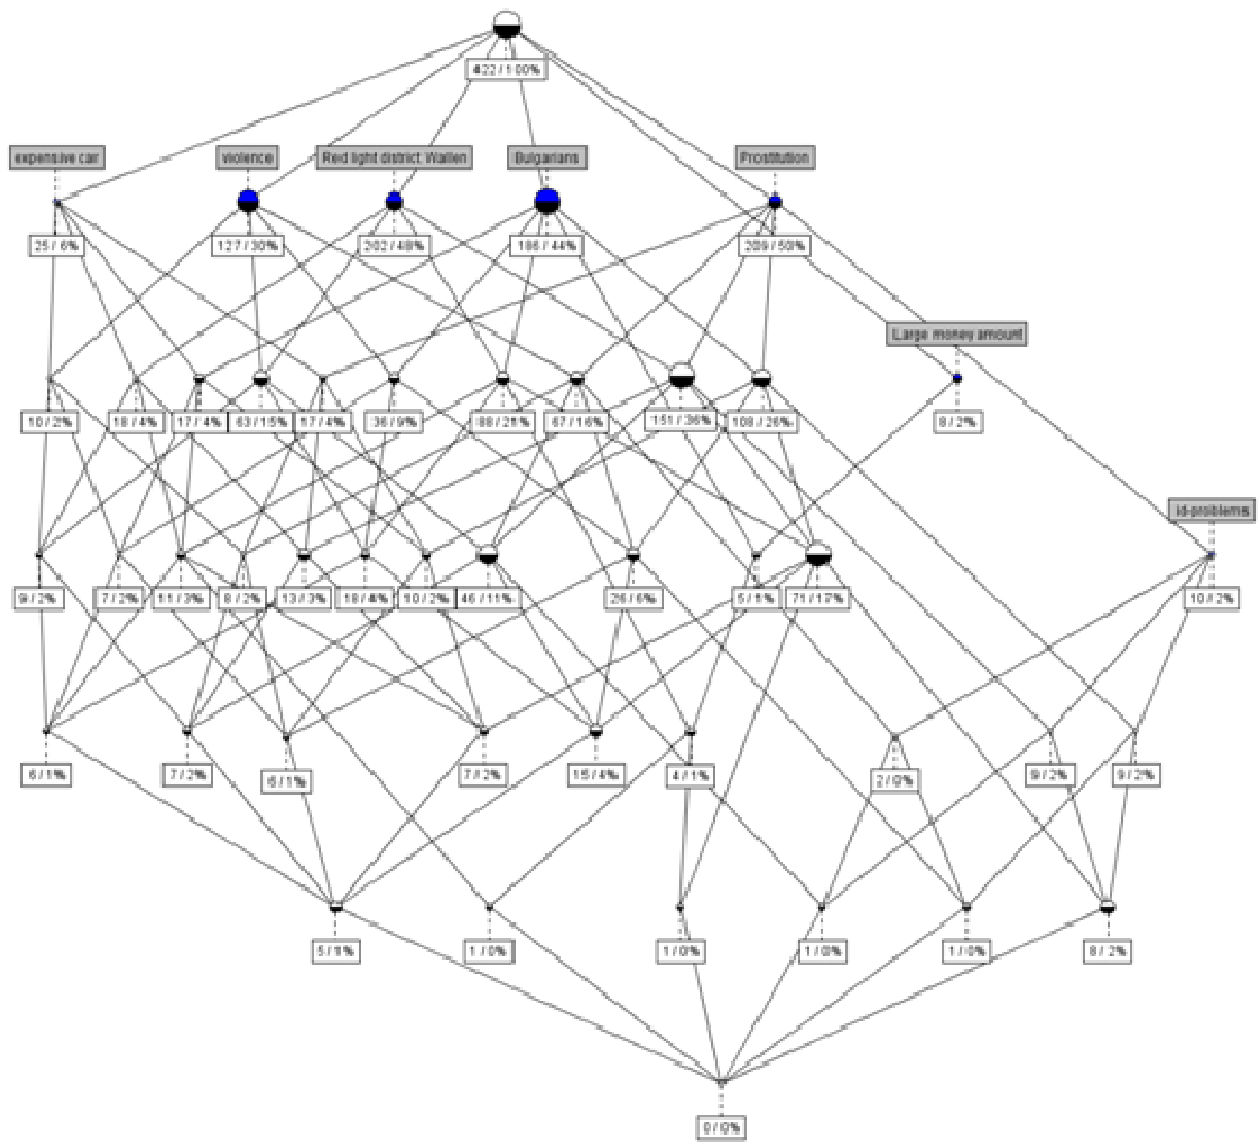 422 / 100%
expensive car
violence
Red light district Wallen
Bulgarians
Prostitution
25 / 6%
127 / 30%
202 / 48%
186 / 44%
209 / 50%
Large money amount
10 / 2%
18 / 4%
17 / 4%
63 / 15%
17 / 4%
36 / 9%
88 / 21%
67 / 16%
151 / 36%
108 / 26%
8 / 2%
id-problems
9 / 2%
7 / 2%
11 / 3%
8 / 2%
13 / 3%
18 / 4%
10 / 2%
46 / 11%
26 / 6%
5 / 1%
71 / 17%
10 / 2%
6 / 1%
7 / 2%
6 / 1%
7 / 2%
15 / 4%
4 / 1%
2 / 0%
9 / 2%
9 / 2%
5 / 1%
1 / 0%
1 / 0%
1 / 0%
1 / 0%
8 / 2%
0 / 0%